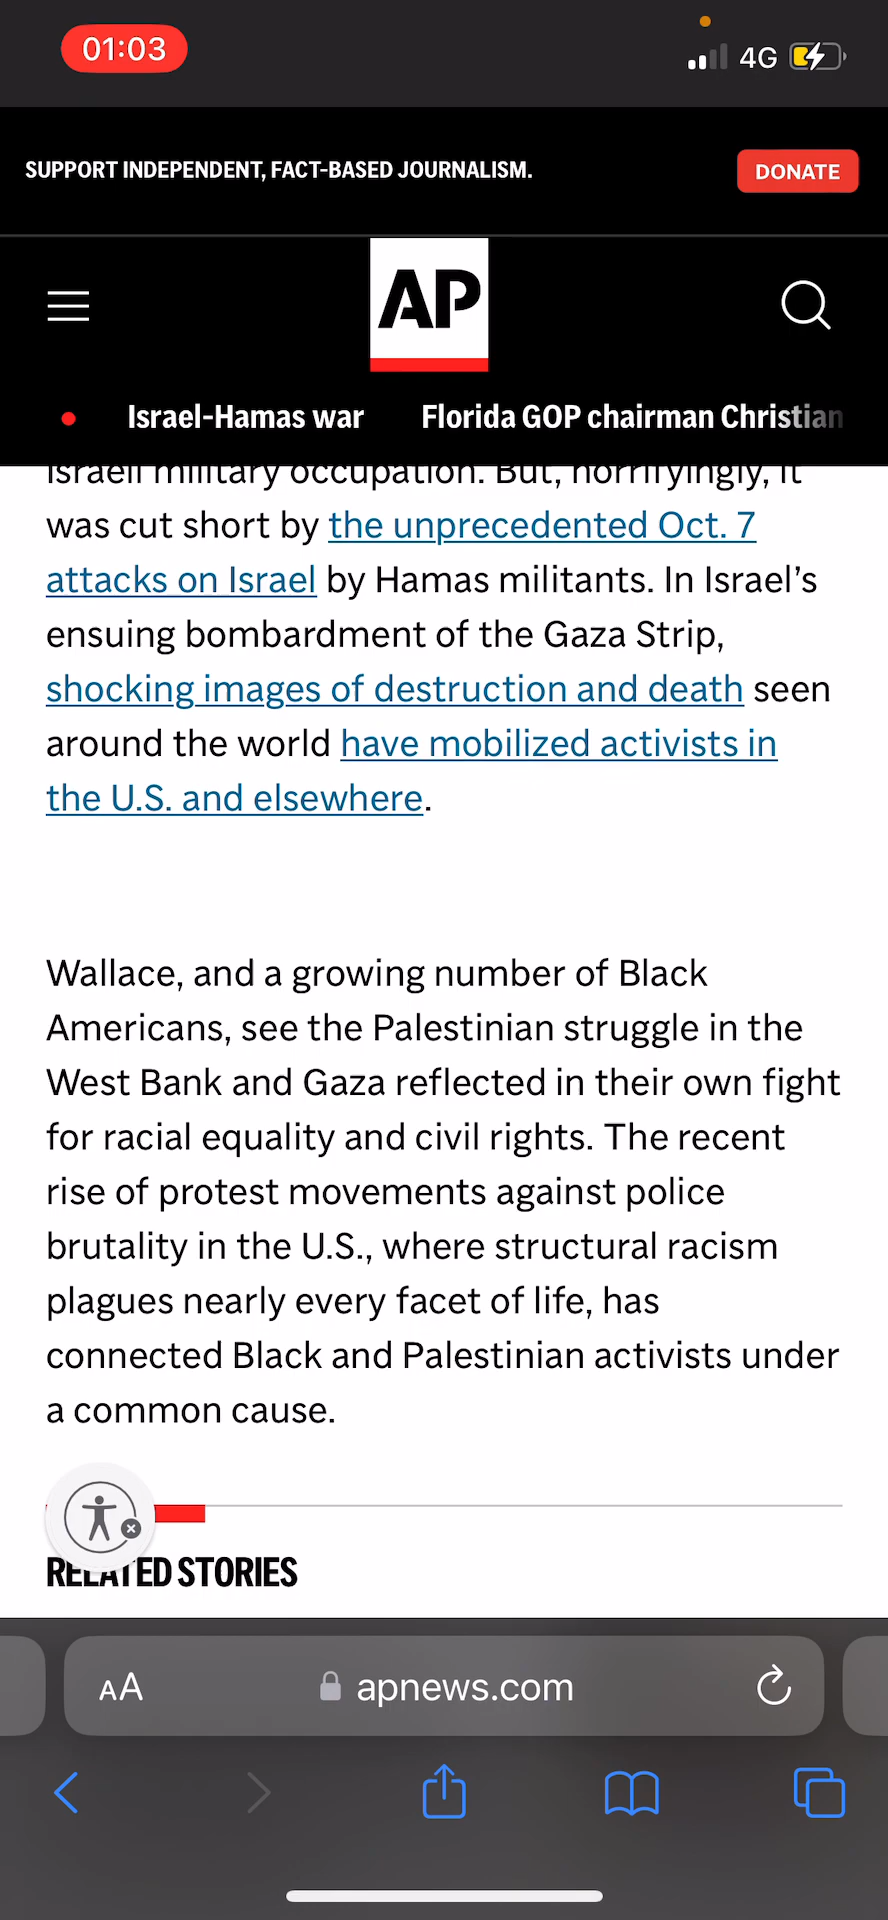 01:03
4G
SUPPORT INDEPENDENT, FACT-BASED JOURNALISM.
DONATE
AP
Israel-Hamas war
Florida GOP chairman Christian
Israeli military occupation. But, horrifyingly, it
was cut short by the unprecedented Oct. 7
attacks on Israel by Hamas militants. In Israel’s
ensuing bombardment of the Gaza Strip,
shocking images of destruction and death seen
around the world have mobilized activists in
the U.S. and elsewhere.
Wallace, and a growing number of Black
Americans, see the Palestinian struggle in the
West Bank and Gaza reflected in their own fight
for racial equality and civil rights. The recent
rise of protest movements against police
brutality in the U.S., where structural racism
plagues nearly every facet of life, has
connected Black and Palestinian activists under
a common cause.
RELATED STORIES
AA
apnews.com